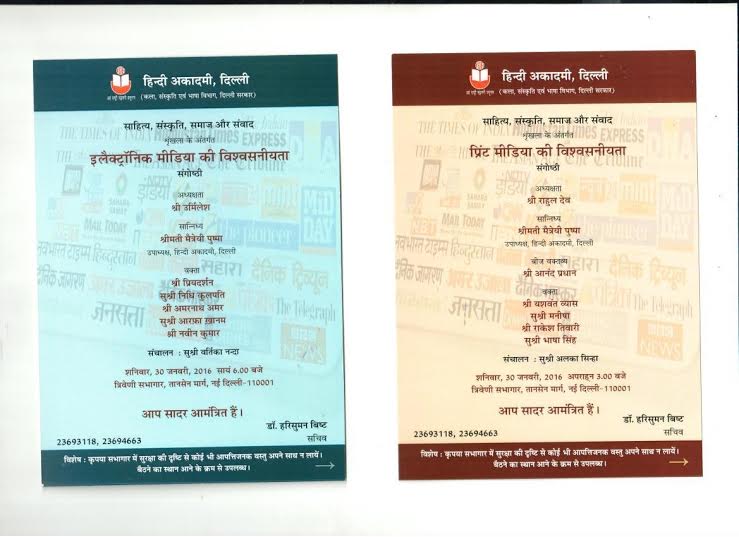 हिन्दी अकादमी, दिल्ली
(कला, संस्कृति एवं भाषा विभाग, दिल्ली सरकार)
साहित्य, संस्कृति, समाज और संवाद
शृंखला के अंतर्गत
इलैक्ट्रॉनिक मीडिया की विश्वसनीयता
संगोष्ठी
अध्यक्षता
श्री उर्मिलेश
सान्निध्य
श्रीमती मैत्रेयी पुष्पा
उपाध्यक्ष, हिन्दी अकादमी, दिल्ली
वक्ता
श्री प्रियदर्शन
सुश्री निधि कुलपति
श्री अमरनाथ अमर
सुश्री आरफ़ा ख़ानम
श्री नवीन कुमार
संचालन : सुश्री वर्तिका नन्दा
शनिवार, 30 जनवरी, 2016 सायं 6.00 बजे
त्रिवेणी सभागार, तानसेन मार्ग, नई दिल्ली-110001
आप सादर आमंत्रित हैं।
डॉ. हरिसुमन बिष्ट
सचिव
23693118, 23694663
विशेष : कृपया सभागार में सुरक्षा की दृष्टि से कोई भी आपत्तिजनक वस्तु अपने साथ न लायें।
बैठने का स्थान आने के क्रम से उपलब्ध।
हिन्दी अकादमी, दिल्ली
(कला, संस्कृति एवं भाषा विभाग, दिल्ली सरकार)
साहित्य, संस्कृति, समाज और संवाद
शृंखला के अंतर्गत
प्रिंट मीडिया की विश्वसनीयता
संगोष्ठी
अध्यक्षता
श्री राहुल देव
सान्निध्य
श्रीमती मैत्रेयी पुष्पा
उपाध्यक्ष, हिन्दी अकादमी, दिल्ली
बीज वक्तव्य
श्री आनंद प्रधान
वक्ता
श्री यशवंत व्यास
सुश्री मनीषा
श्री राकेश तिवारी
सुश्री भाषा सिंह
संचालन : सुश्री अलका सिन्हा
शनिवार, 30 जनवरी, 2016 अपराहन 3.00 बजे
त्रिवेणी सभागार, तानसेन मार्ग, नई दिल्ली-110001
आप सादर आमंत्रित हैं।
डॉ. हरिसुमन बिष्ट
सचिव
23693118, 23694663
विशेष : कृपया सभागार में सुरक्षा की दृष्टि से कोई भी आपत्तिजनक वस्तु अपने साथ न लायें।
बैठने का स्थान आने के क्रम से उपलब्ध।